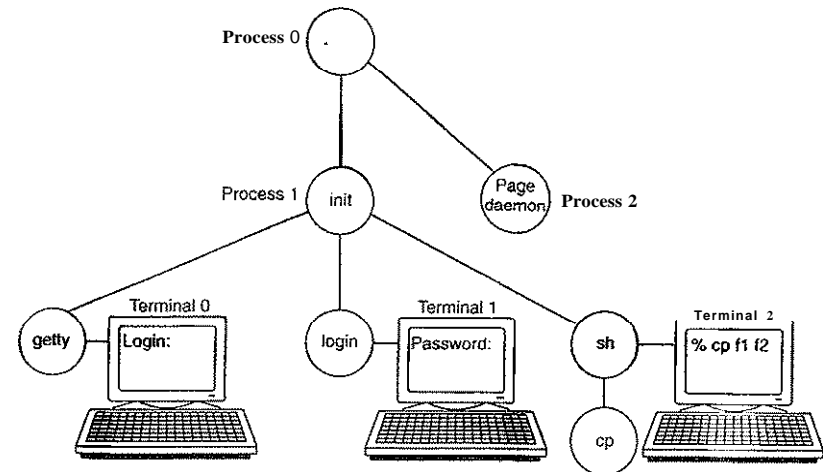 Process 0
Page
daemon
Process 1
init
Process 2
Terminal 0
Terminal 1
Terminal 2
getty
Login:
login
Password:
sh
% cp f1 f2
cp